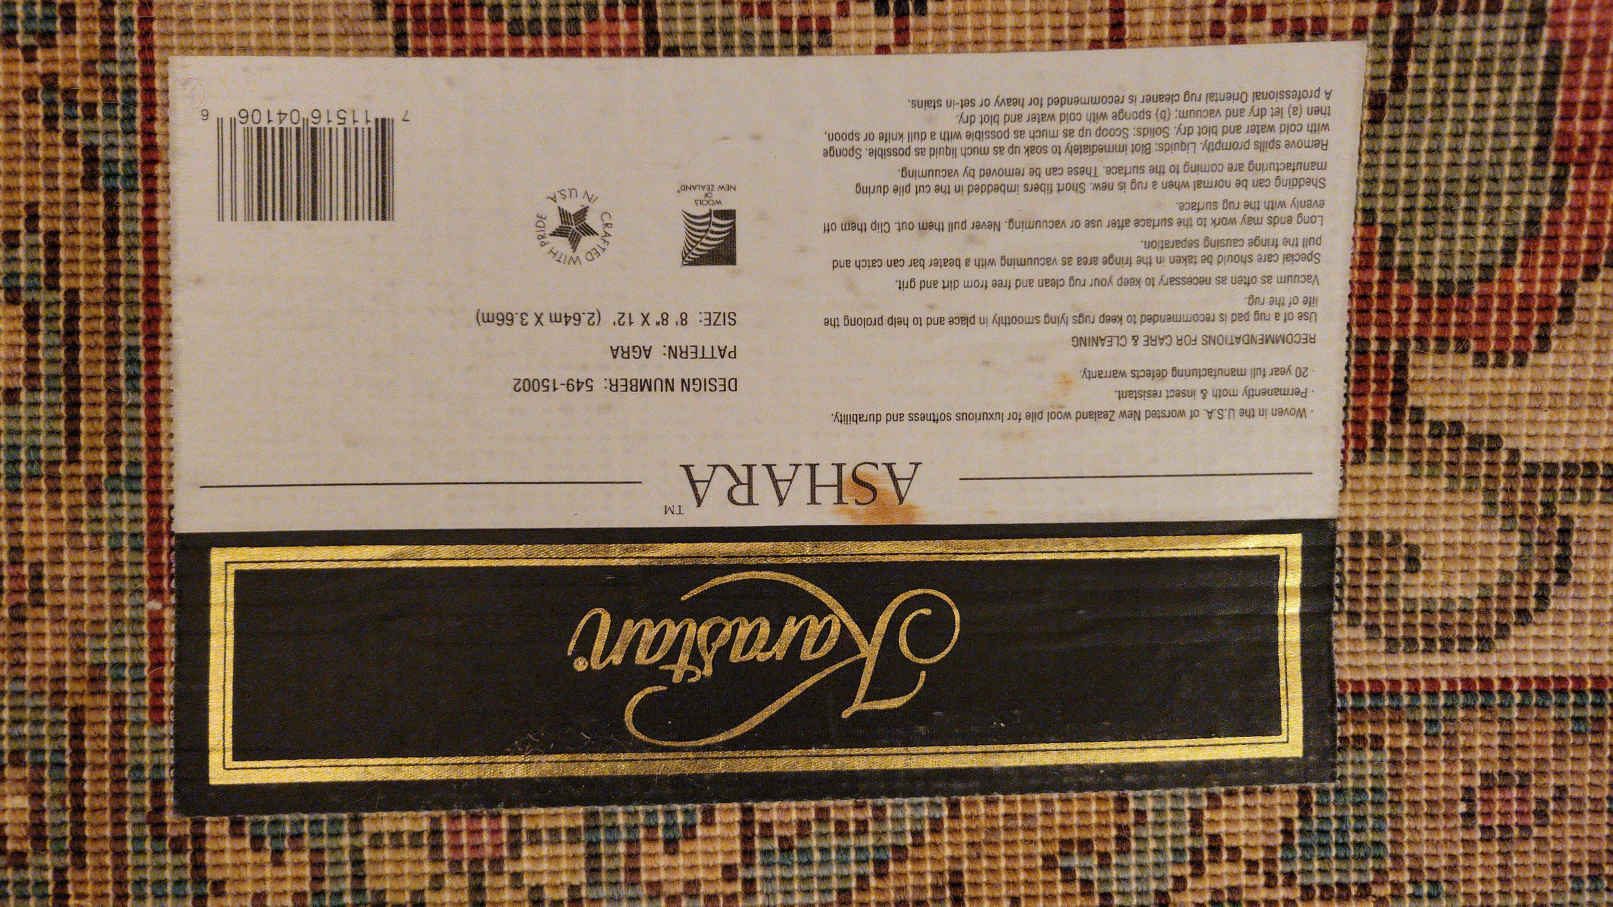 Karastan®
ASHARA™
· Woven in the U.S.A. of worsted New Zealand wool pile for luxurious softness and durability.
· Permanently moth & insect resistant.
· 20 year full manufacturing defects warranty.
RECOMMENDATIONS FOR CARE & CLEANING
Use of a rug pad is recommended to keep rugs lying smoothly in place and to help prolong the
life of the rug.
Vacuum as often as necessary to keep your rug clean and free from dirt and grit.
Special care should be taken in the fringe area as vacuuming with a beater bar can catch and
pull the fringe causing separation.
Long ends may work to the surface after use or vacuuming. Never pull them out. Clip them off
evenly with the rug surface.
Shedding can be normal when a rug is new. Short fibers imbedded in the cut pile during
manufacturing are coming to the surface. These can be removed by vacuuming.
Remove spills promptly. Liquids: Blot immediately to soak up as much liquid as possible. Sponge
with cold water and blot dry. Solids: Scoop up as much as possible with a dull knife or spoon,
then (a) let dry and vacuum; (b) sponge with cold water and blot dry.
A professional Oriental rug cleaner is recommended for heavy or set-in stains.
DESIGN NUMBER: 549-15002
PATTERN: AGRA
SIZE: 8' 8" X 12' (2.64m X 3.66m)
WOOLS
OF
NEW ZEALAND®
CRAFTED WITH PRIDE
IN U.S.A.
7 11516 04106 6